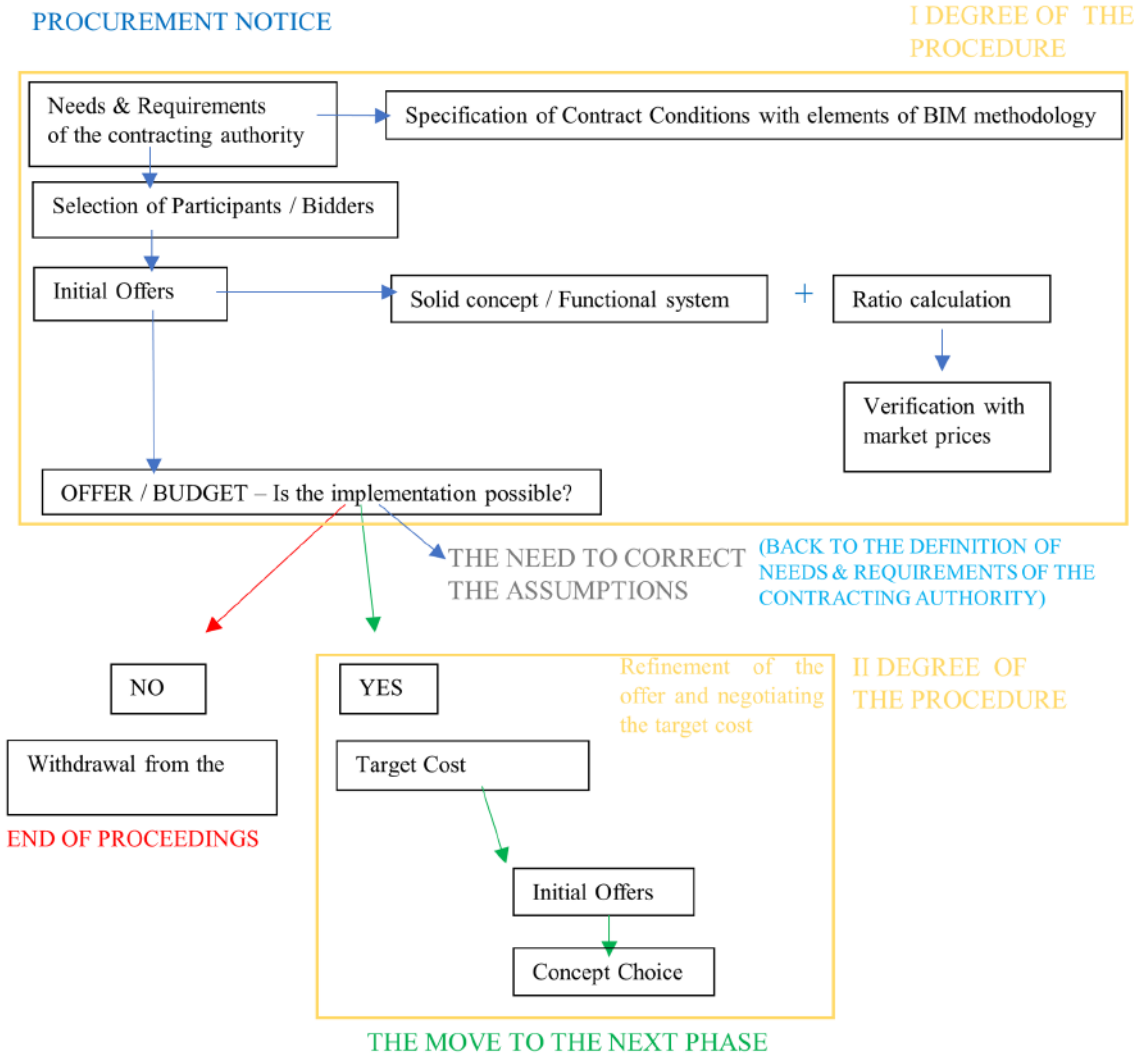 PROCUREMENT NOTICE
I DEGREE OF THE
PROCEDURE
Needs & Requirements
of the contracting authority
Specification of Contract Conditions with elements of BIM methodology
Selection of Participants / Bidders
Initial Offers
Solid concept / Functional system
+
Ratio calculation
Verification with
market prices
OFFER / BUDGET – Is the implementation possible?
THE NEED TO CORRECT
THE ASSUMPTIONS
(BACK TO THE DEFINITION OF
NEEDS & REQUIREMENTS OF THE
CONTRACTING AUTHORITY)
NO
YES
Refinement of the
offer and negotiating
the target cost
II DEGREE OF
THE PROCEDURE
Withdrawal from the
Target Cost
END OF PROCEEDINGS
Initial Offers
Concept Choice
THE MOVE TO THE NEXT PHASE